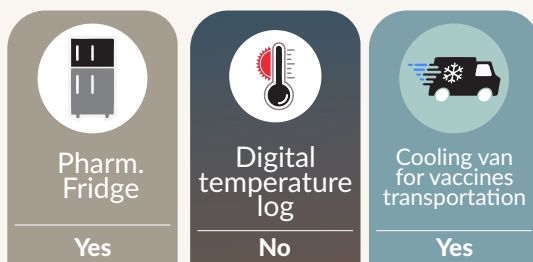 Pharm.
Fridge
Yes
Digital
temperature
log
No
Cooling van
for vaccines
transportation
Yes